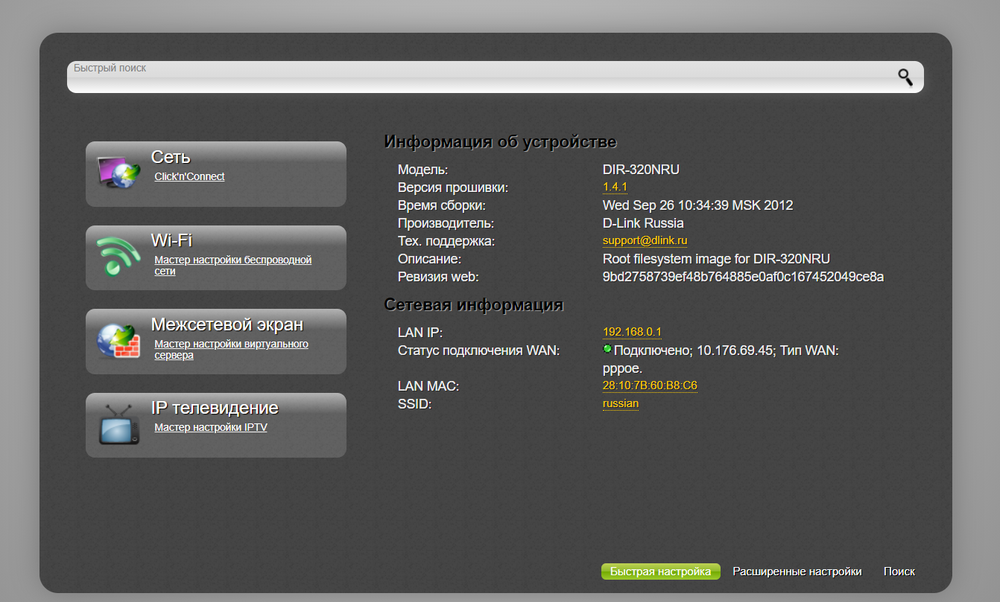 Быстрый поиск
Сеть
Click'n'Connect
Wi-Fi
Мастер настройки беспроводной
сети
Межсетевой экран
Мастер настройки виртуального
сервера
IP телевидение
Мастер настройки IPTV
Информация об устройстве
Модель: DIR-320NRU
Версия прошивки: 1.4.1
Время сборки: Wed Sep 26 10:34:39 MSK 2012
Производитель: D-Link Russia
Тех. поддержка: support@dlink.ru
Описание: Root filesystem image for DIR-320NRU
Ревизия web: 9bd2758739ef48b764885e0af0c167452049ce8a
Сетевая информация
LAN IP: 192.168.0.1
Статус подключения WAN: Подключено; 10.176.69.45; Тип WAN:
pppoe.
LAN MAC: 28:10:7B:60:B8:C6
SSID: russian
Быстрая настройка Расширенные настройки Поиск